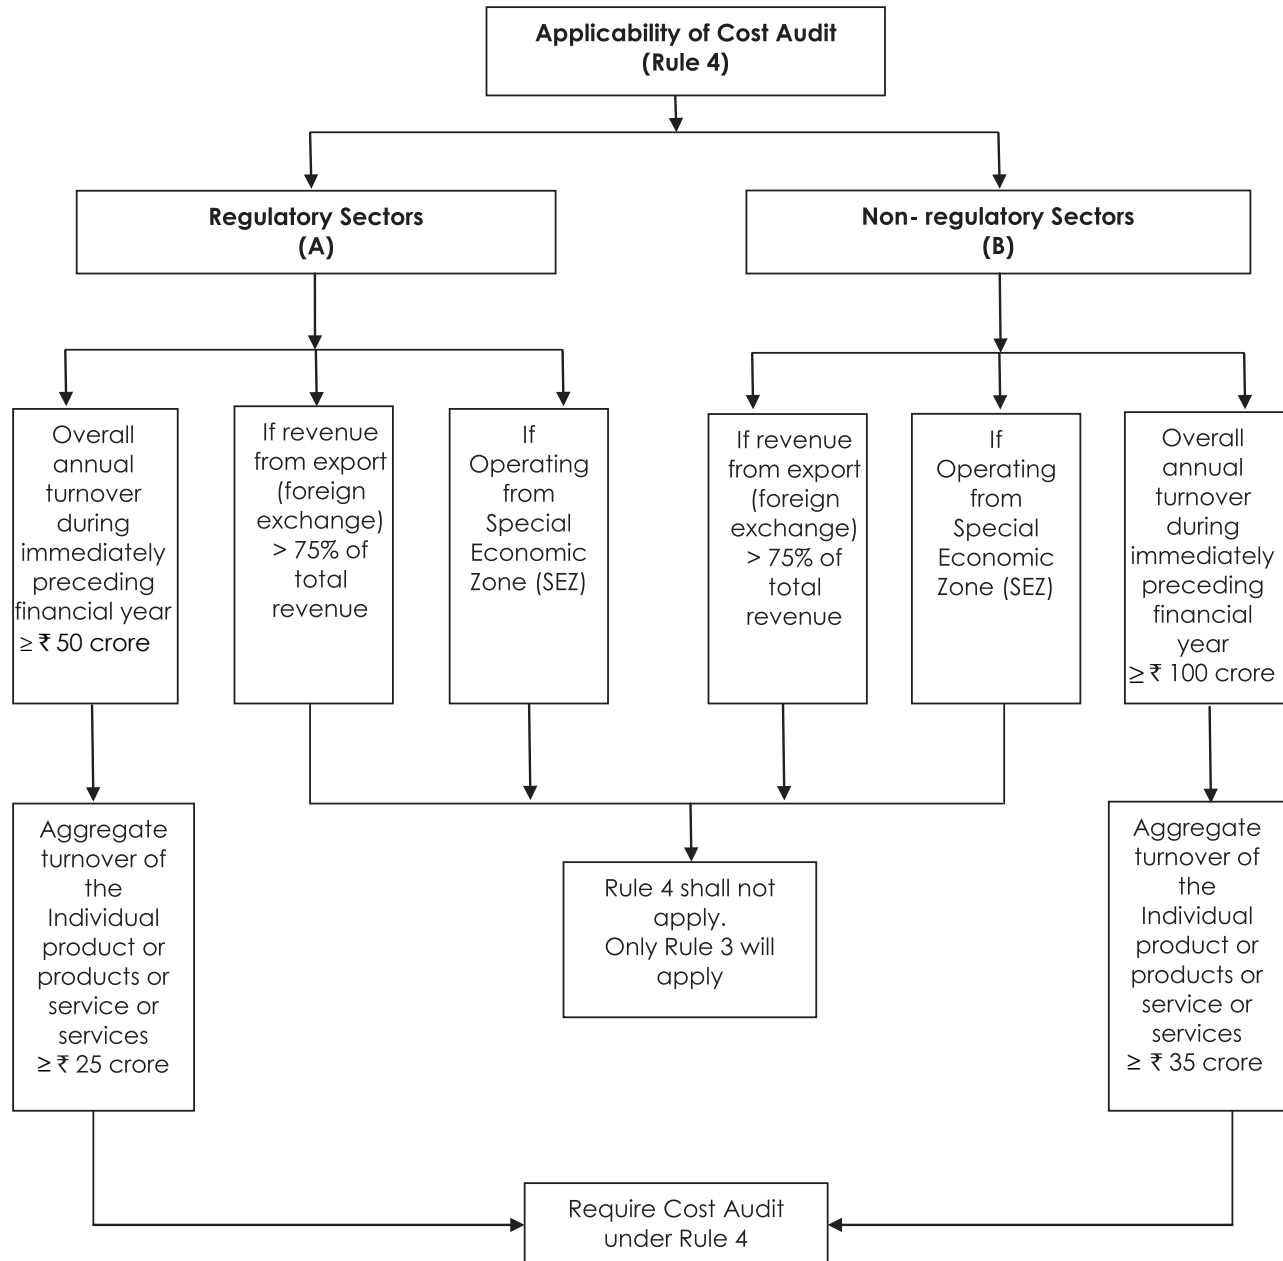 Applicability of Cost Audit
(Rule 4)
Regulatory Sectors
(A)
Non- regulatory Sectors
(B)
Overall
annual
turnover
during
immediately
preceding
financial year
≥ ₹ 50 crore
If revenue
from export
(foreign
exchange)
> 75% of
total
revenue
If
Operating
from
Special
Economic
Zone (SEZ)
If revenue
from export
(foreign
exchange)
> 75% of
total
revenue
If
Operating
from
Special
Economic
Zone (SEZ)
Overall
annual
turnover
during
immediately
preceding
financial
year
≥ ₹ 100 crore
Aggregate
turnover of
the
Individual
product or
products or
service or
services
≥ ₹ 25 crore
Rule 4 shall not
apply.
Only Rule 3 will
apply
Aggregate
turnover of
the
Individual
product or
products or
service or
services
≥ ₹ 35 crore
Require Cost Audit
under Rule 4